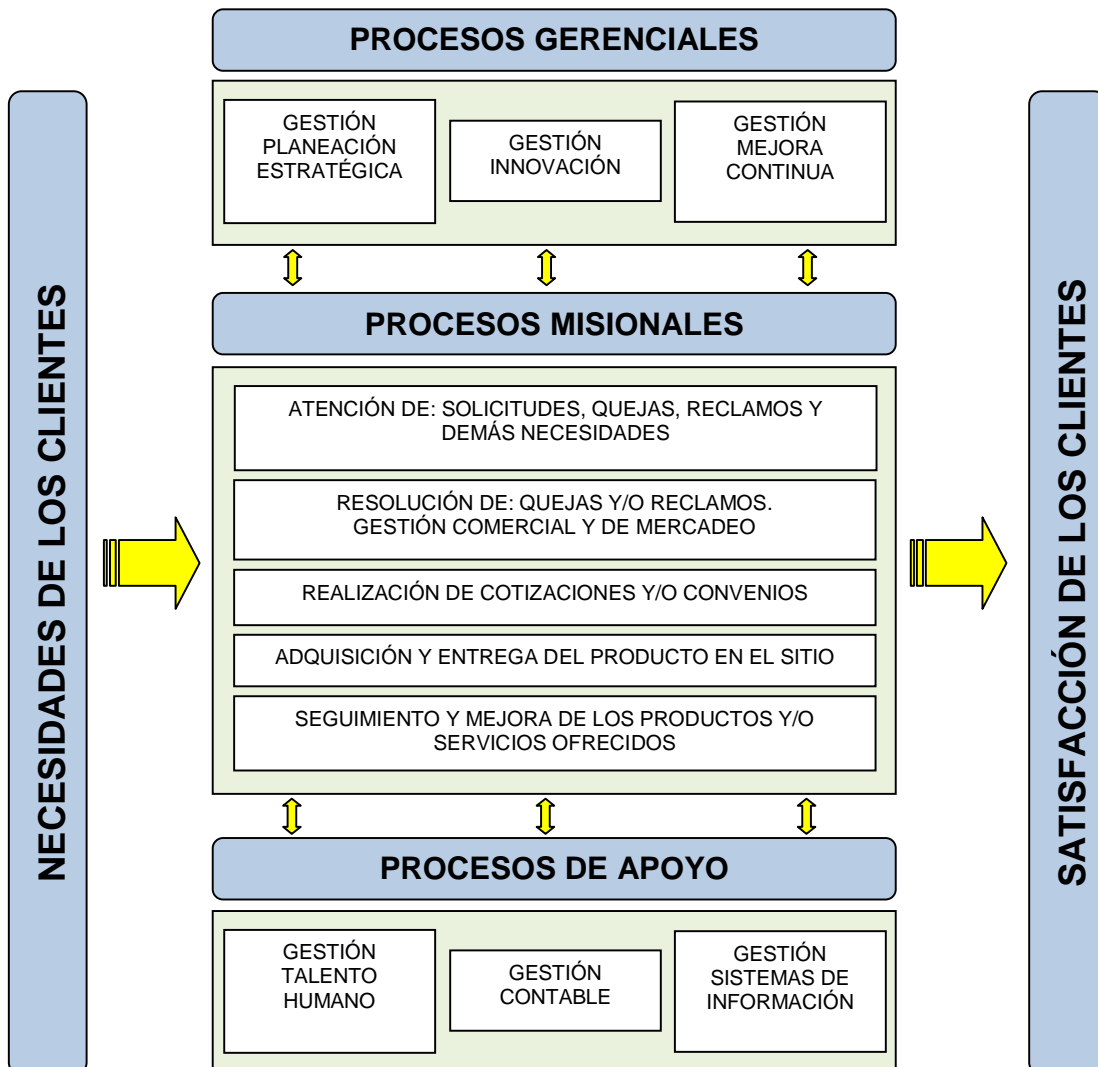 PROCESOS GERENCIALES
GESTIÓN
PLANEACIÓN
ESTRATÉGICA
GESTIÓN
INNOVACIÓN
GESTIÓN
MEJORA
CONTINUA
NECESIDADES DE LOS CLIENTES
PROCESOS MISIONALES
ATENCIÓN DE: SOLICITUDES, QUEJAS, RECLAMOS Y
DEMÁS NECESIDADES
RESOLUCIÓN DE: QUEJAS Y/O RECLAMOS.
GESTIÓN COMERCIAL Y DE MERCADEO
REALIZACIÓN DE COTIZACIONES Y/O CONVENIOS
ADQUISICIÓN Y ENTREGA DEL PRODUCTO EN EL SITIO
SEGUIMIENTO Y MEJORA DE LOS PRODUCTOS Y/O
SERVICIOS OFRECIDOS
SATISFACCIÓN DE LOS CLIENTES
PROCESOS DE APOYO
GESTIÓN
TALENTO
HUMANO
GESTIÓN
CONTABLE
GESTIÓN
SISTEMAS DE
INFORMACIÓN